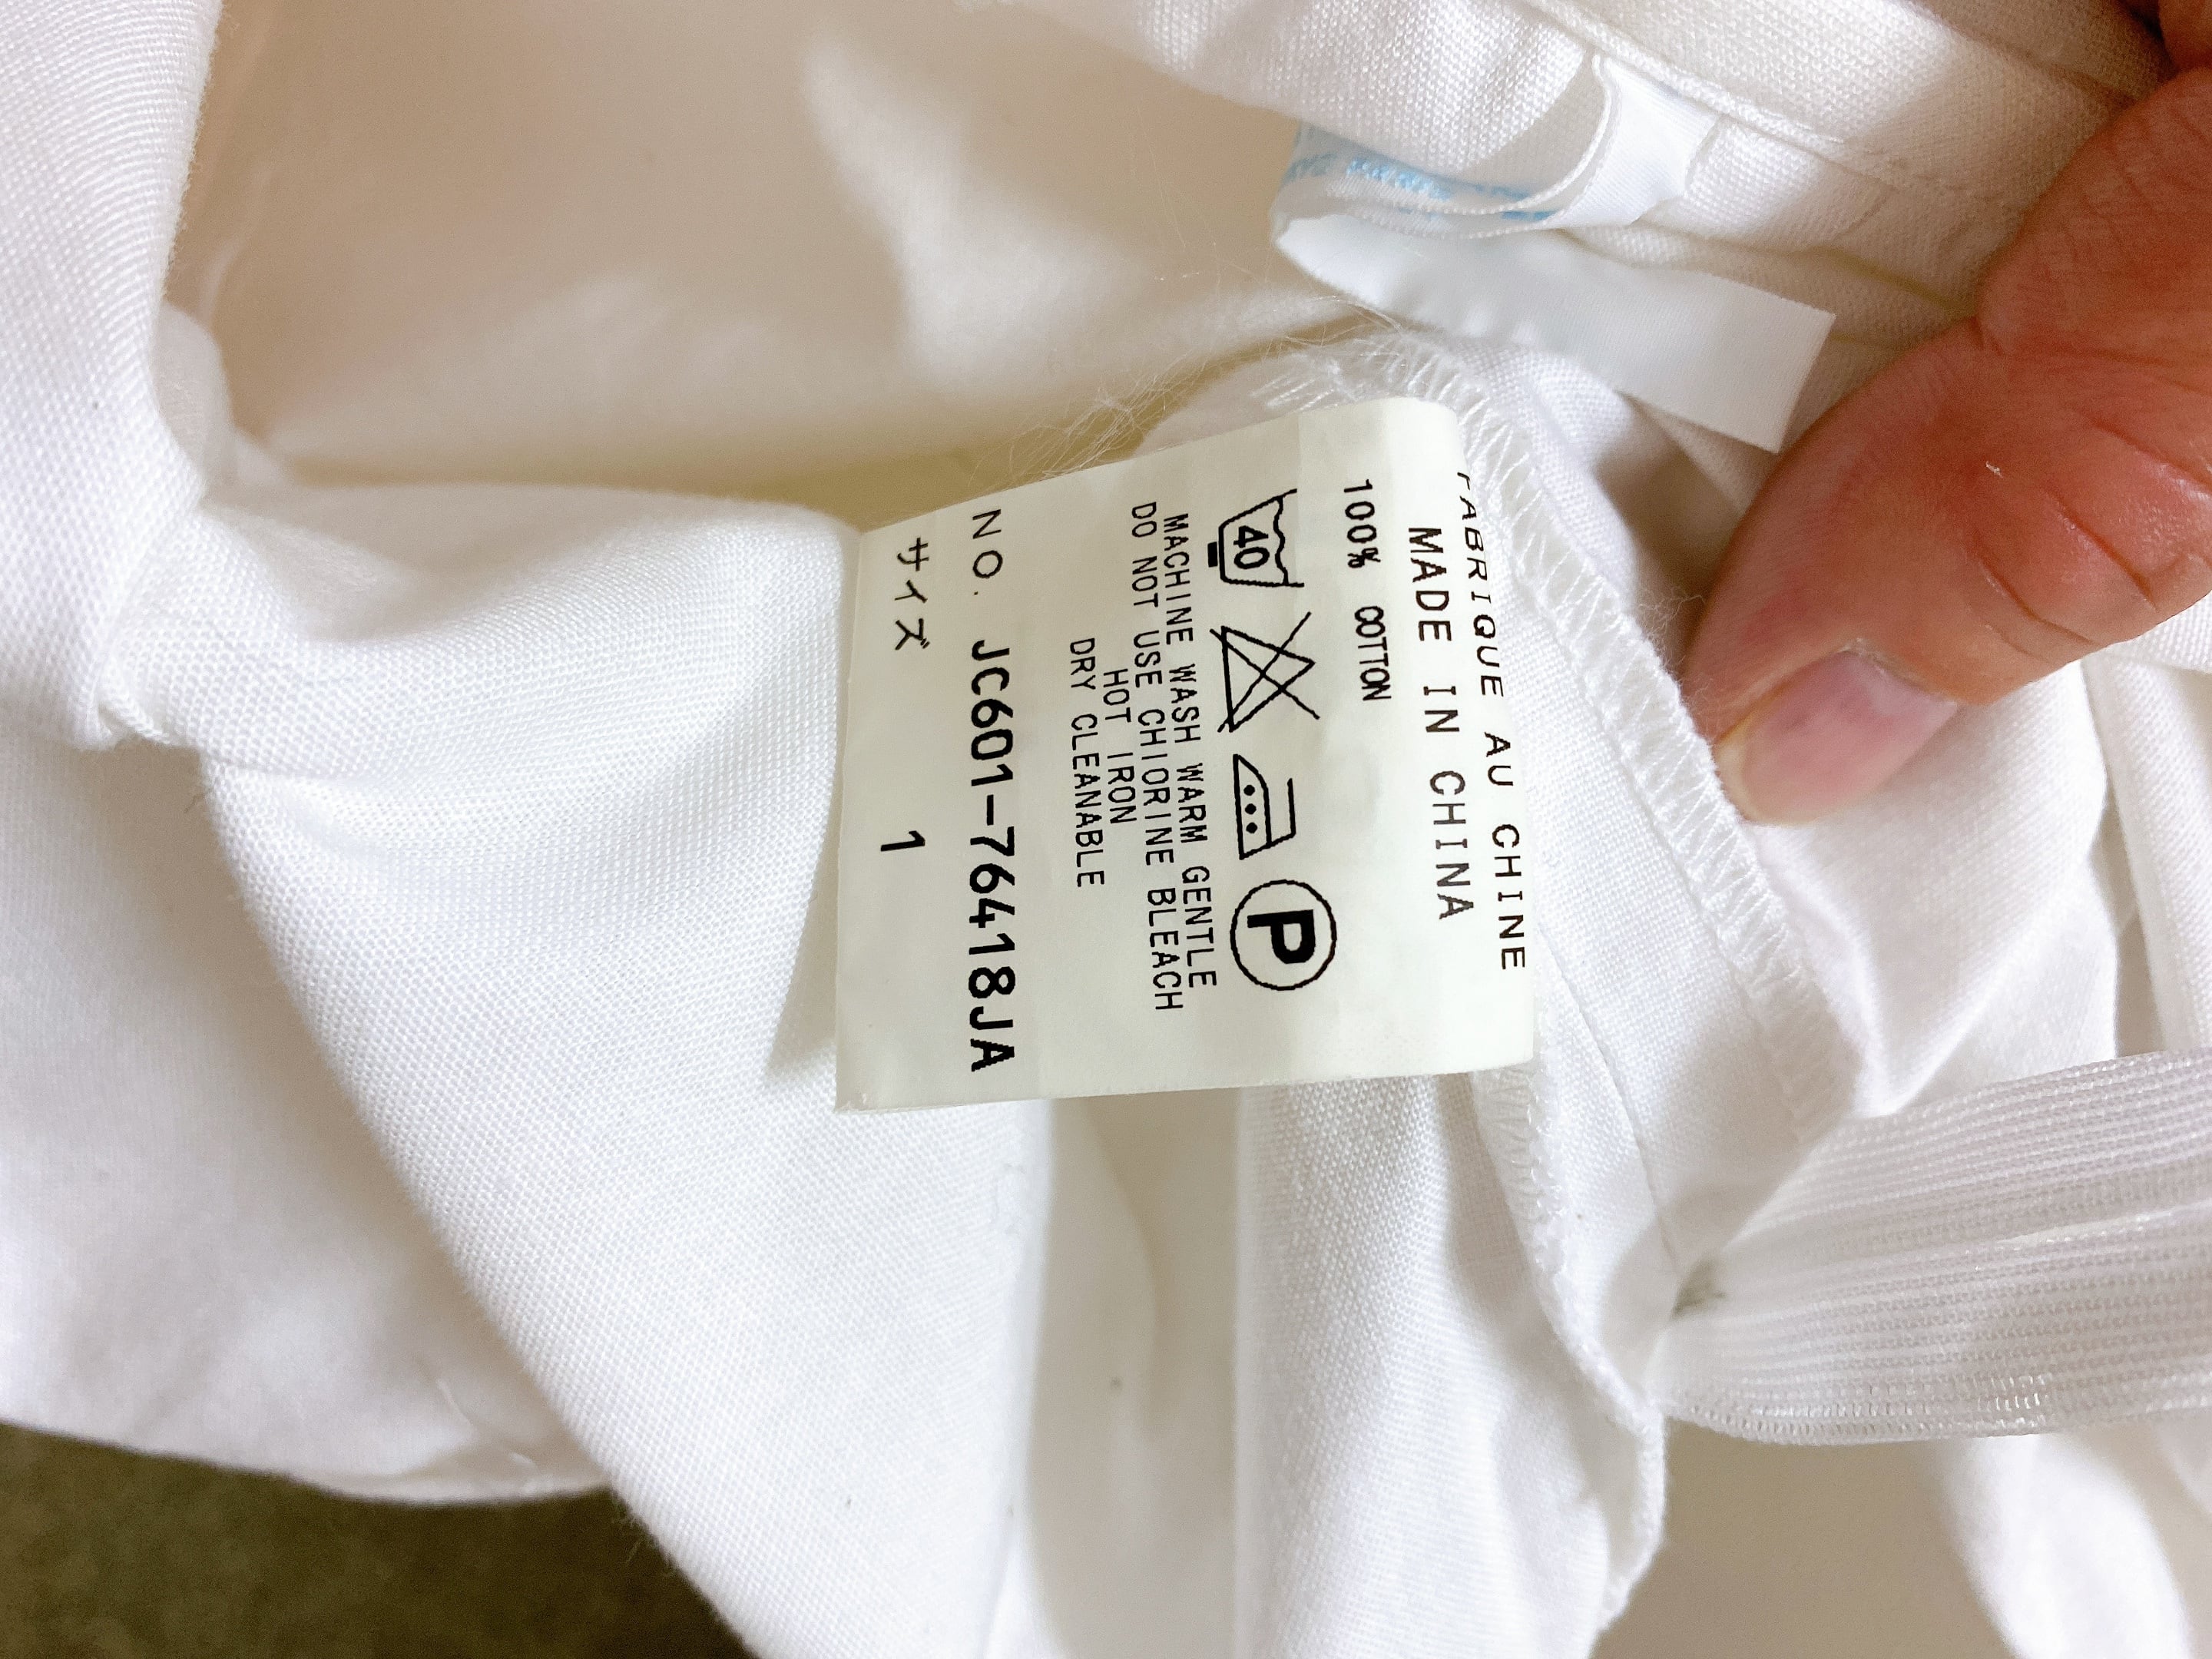 FABRIQUE AU CHINE
MADE IN CHINA
100% COTTON
40 P
MACHINE WASH WARM GENTLE
DO NOT USE CHIORINE BLEACH
HOT IRON
DRY CLEANABLE
NO. JC601-76418JA
サイズ 1